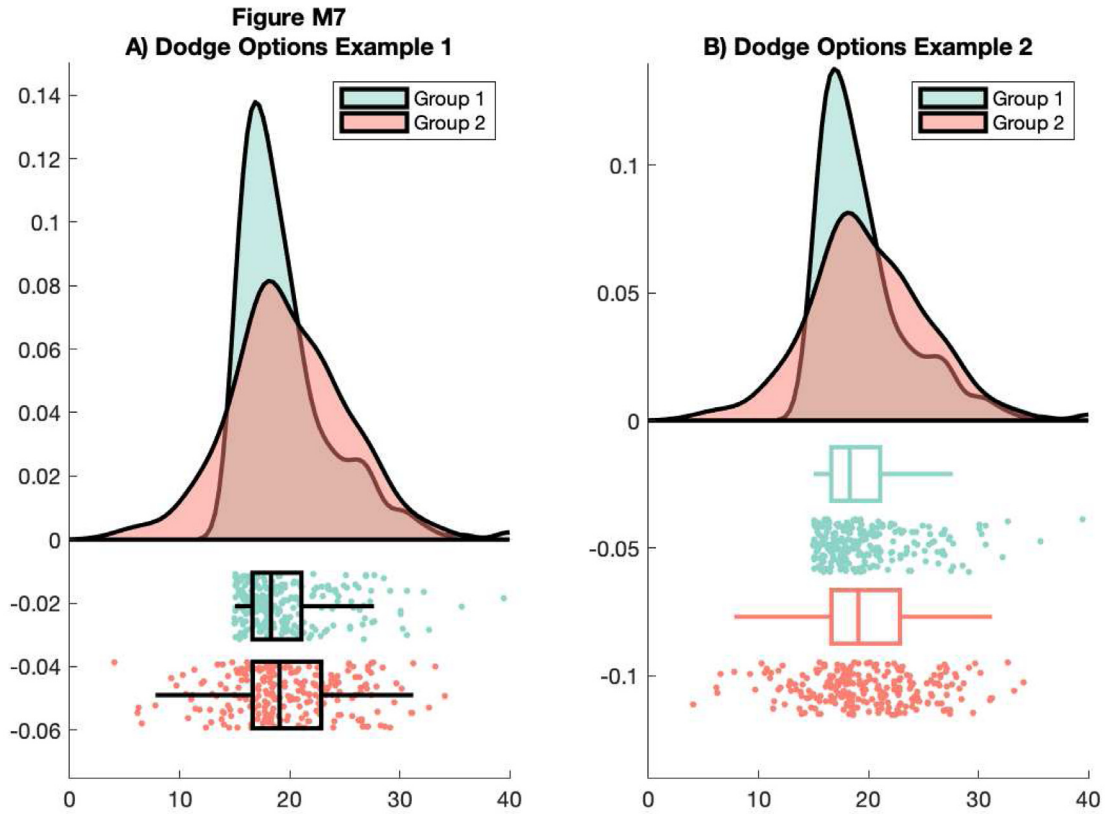 Figure M7
A) Dodge Options Example 1
B) Dodge Options Example 2
Group 1
Group 2
0.14
0.12
0.1
0.08
0.06
0.04
0.02
0
-0.02
-0.04
-0.06
0 10 20 30 40
Group 1
Group 2
0.1
0.05
0
-0.05
-0.1
0 10 20 30 40